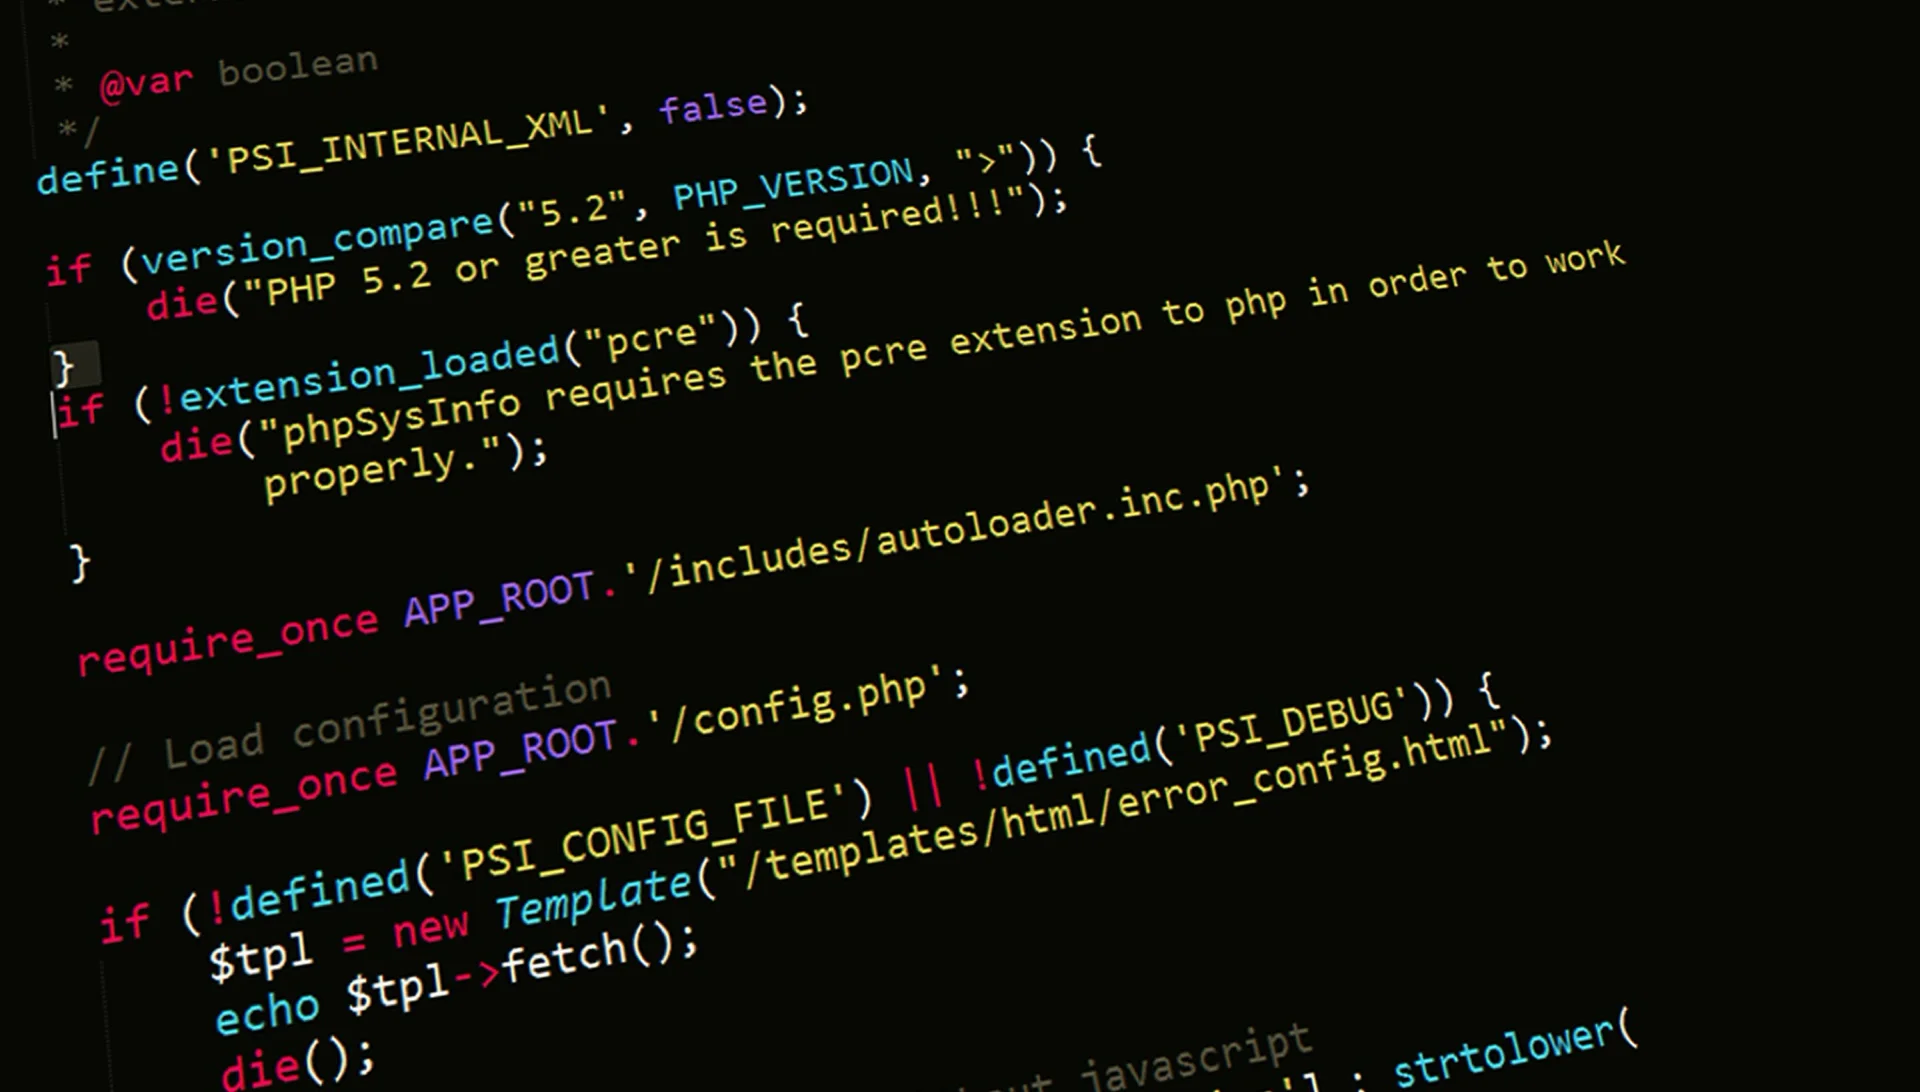 *
* @var boolean
*/
define('PSI_INTERNAL_XML', false);
if (version_compare("5.2", PHP_VERSION, ">")) {
die("PHP 5.2 or greater is required!!!");
}
if (!extension_loaded("pcre")) {
die("phpSysInfo requires the pcre extension to php in order to work
properly.");
}
require_once APP_ROOT.'/includes/autoloader.inc.php';
// Load configuration
require_once APP_ROOT.'/config.php';
if (!defined('PSI_CONFIG_FILE') || !defined('PSI_DEBUG')) {
$tpl = new Template("/templates/html/error_config.html");
echo $tpl->fetch();
die();
javascript
strtolower(